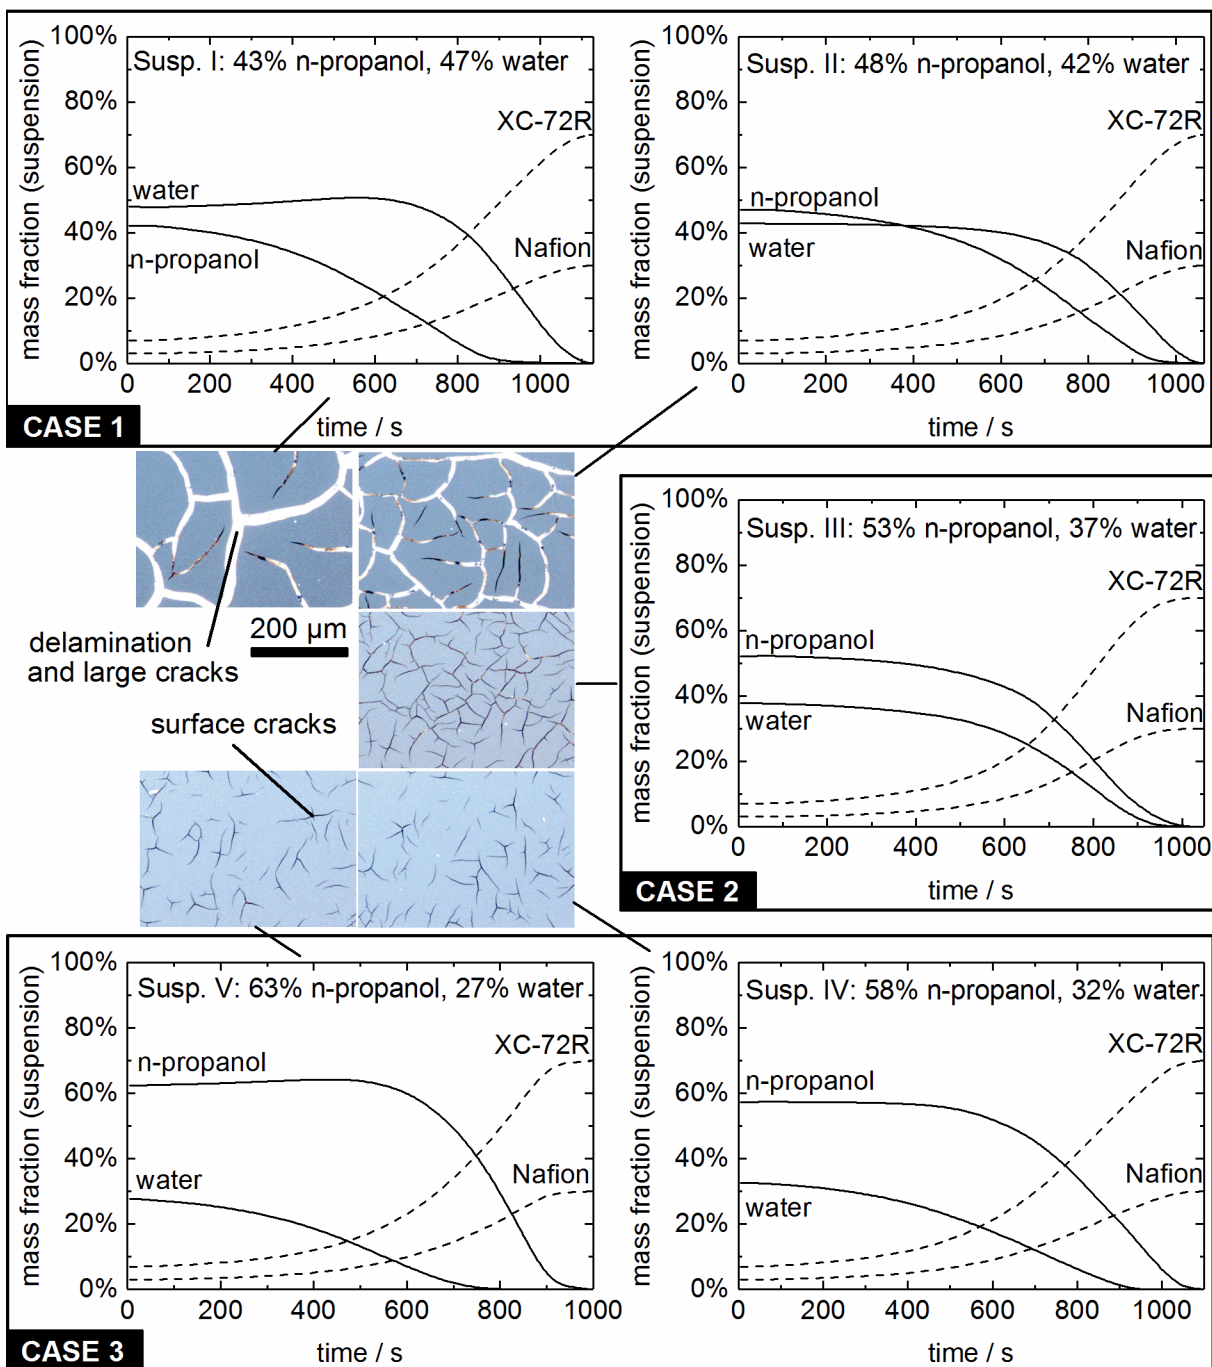 Susp. I: 43% n-propanol, 47% water
mass fraction (suspension)
100%
80%
60%
40%
20%
0%
XC-72R
water
n-propanol
Nafion
0 200 400 600 800 1000
time / s
CASE 1
Susp. II: 48% n-propanol, 42% water
mass fraction (suspension)
100%
80%
60%
40%
20%
0%
XC-72R
n-propanol
water
Nafion
0 200 400 600 800 1000
time / s
delamination
and large cracks
200 µm
surface cracks
Susp. III: 53% n-propanol, 37% water
mass fraction (suspension)
100%
80%
60%
40%
20%
0%
XC-72R
n-propanol
water
Nafion
0 200 400 600 800 1000
time / s
CASE 2
Susp. V: 63% n-propanol, 27% water
mass fraction (suspension)
100%
80%
60%
40%
20%
0%
XC-72R
n-propanol
water
Nafion
0 200 400 600 800 1000
time / s
CASE 3
Susp. IV: 58% n-propanol, 32% water
mass fraction (suspension)
100%
80%
60%
40%
20%
0%
XC-72R
n-propanol
water
Nafion
0 200 400 600 800 1000
time / s